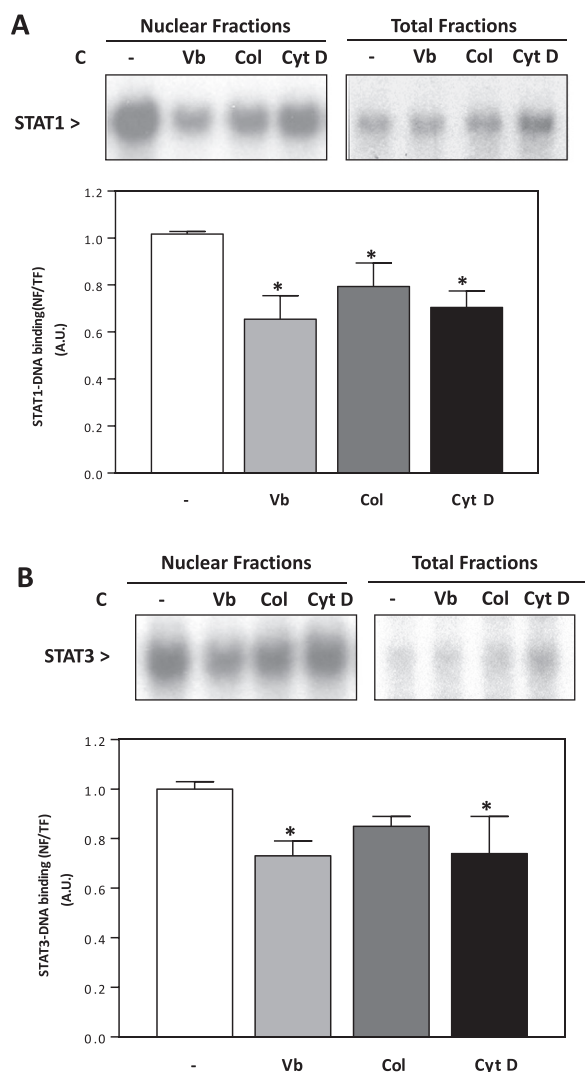 A
Nuclear Fractions Total Fractions
C - Vb Col Cyt D - Vb Col Cyt D
STAT1 >
STAT1-DNA binding(NF/TF)
(A.U.)
1.2
1.0
0.8
0.6
0.4
0.2
0.0
* * *
- Vb Col Cyt D
B
Nuclear Fractions Total Fractions
C - Vb Col Cyt D - Vb Col Cyt D
STAT3 >
STAT3-DNA binding (NF/TF)
(A.U.)
1.2
1.0
0.8
0.6
0.4
0.2
0.0
* *
- Vb Col Cyt D